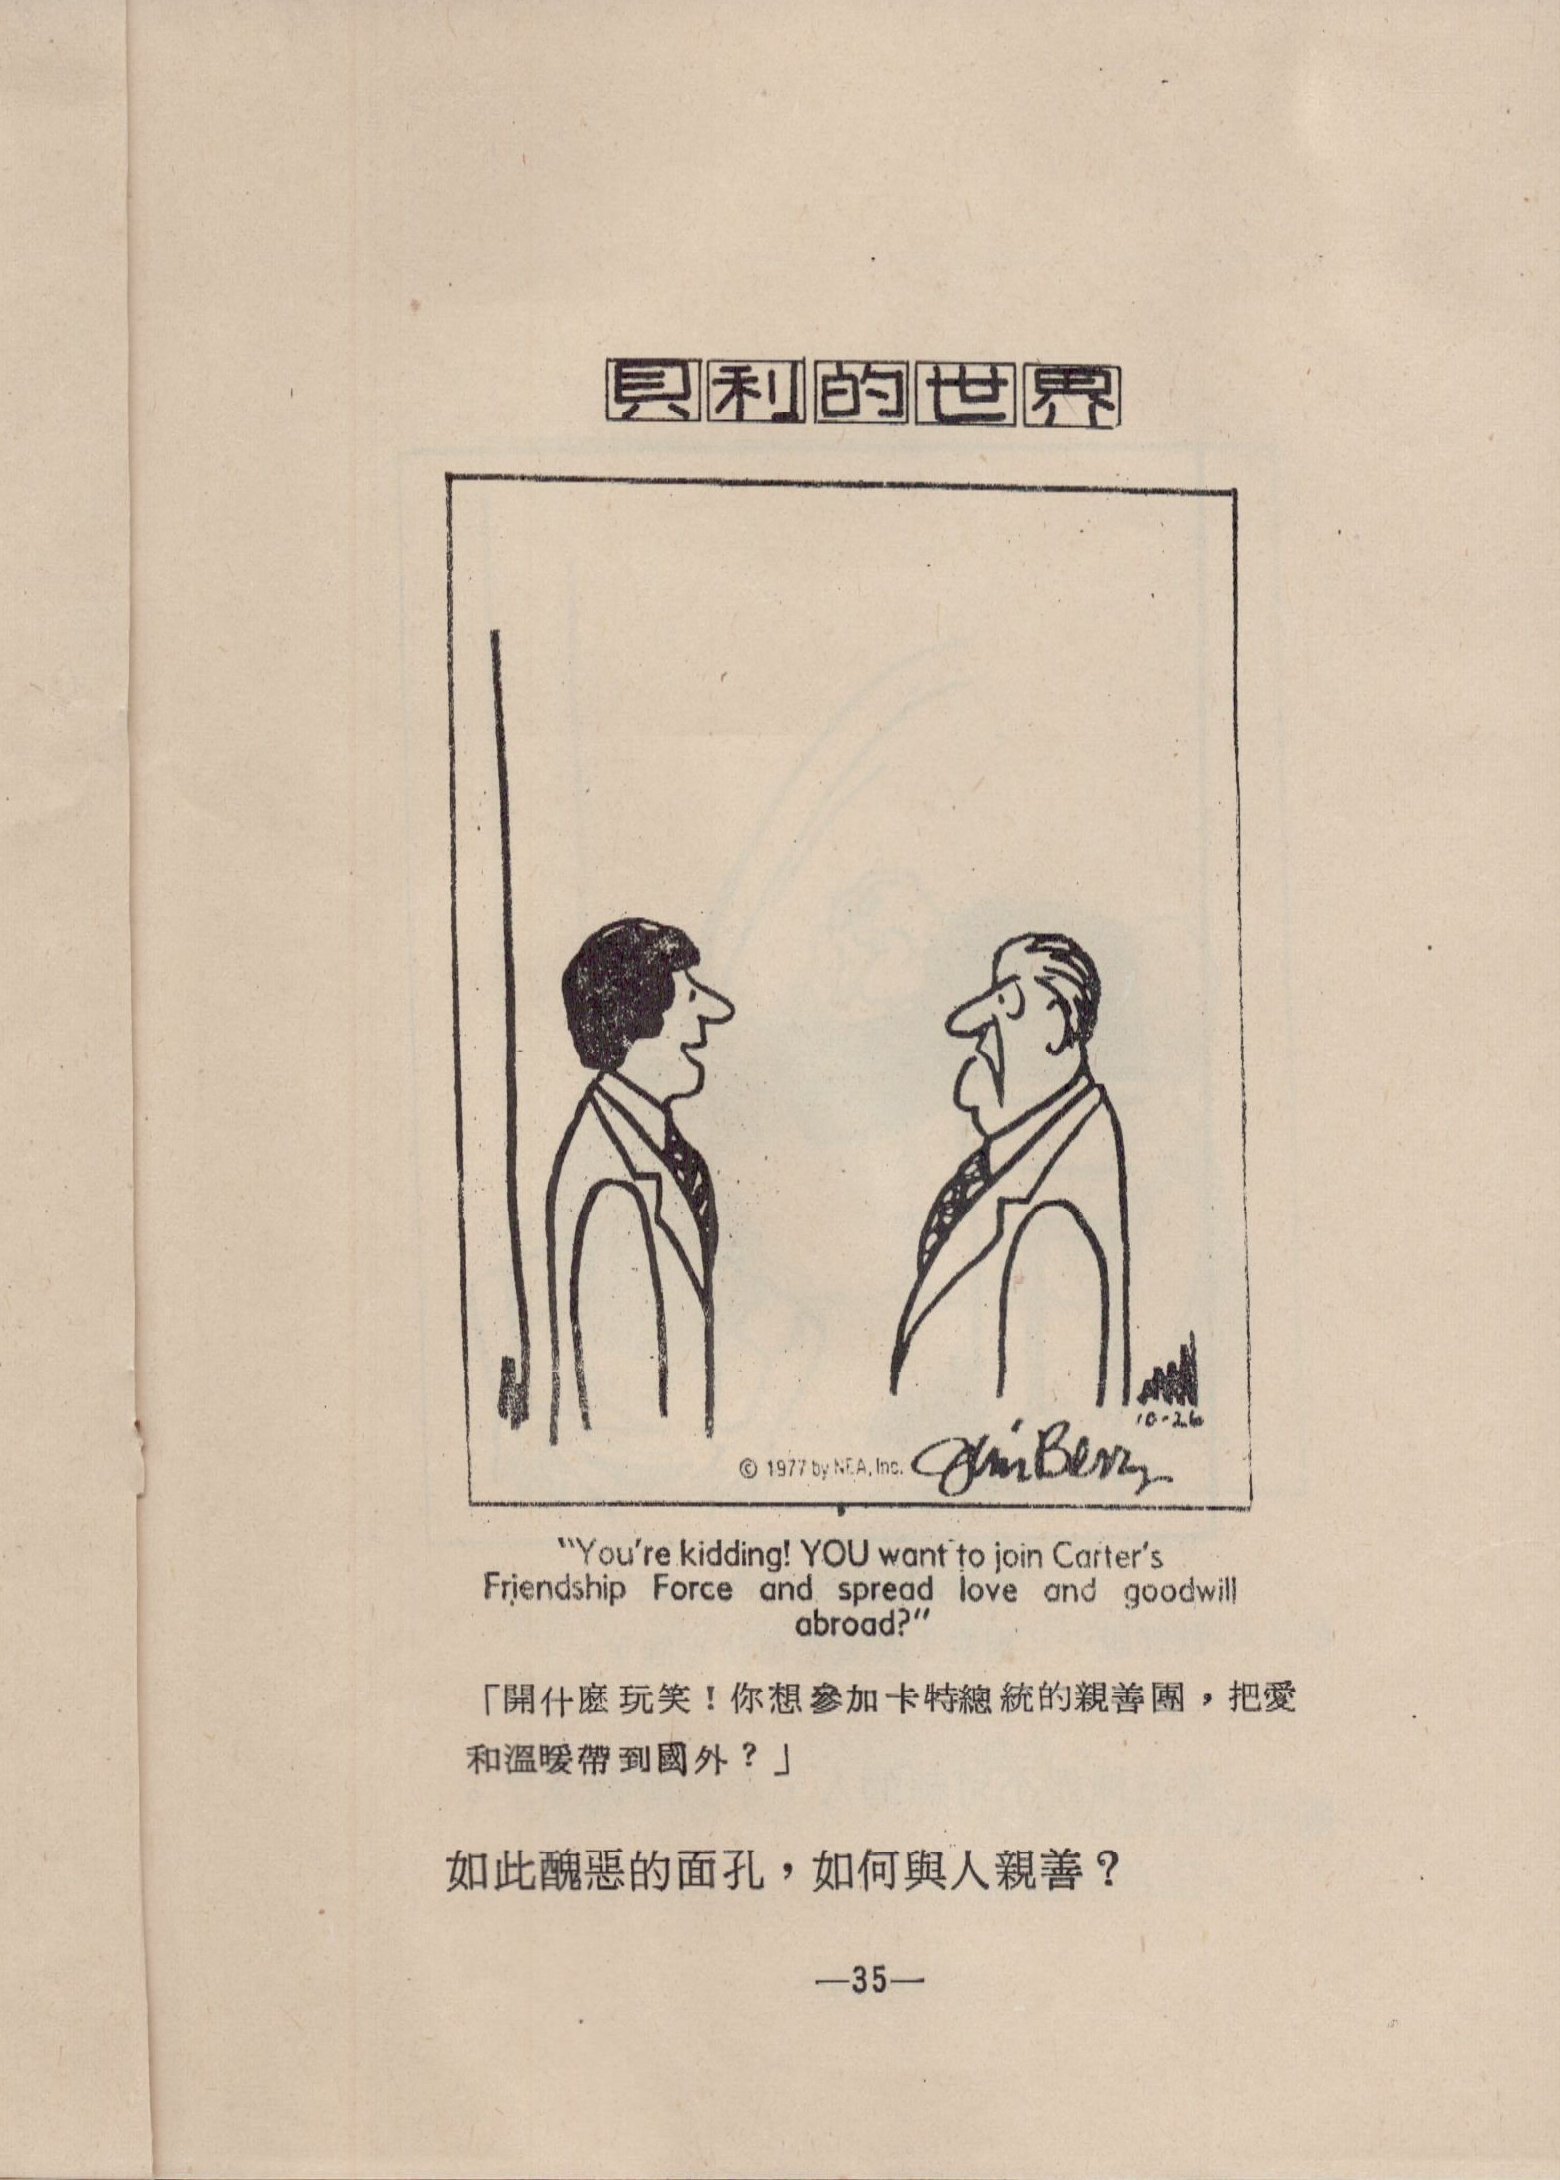 貝利的世界
10-26
© 1977 by NEA, Inc. Jim Berry
"You're kidding! YOU want to join Carter's
Friendship Force and spread love and goodwill
abroad?"
「開什麼玩笑！你想參加卡特總統的親善團，把愛
和溫暖帶到國外？」
如此醜惡的面孔，如何與人親善？
—35—